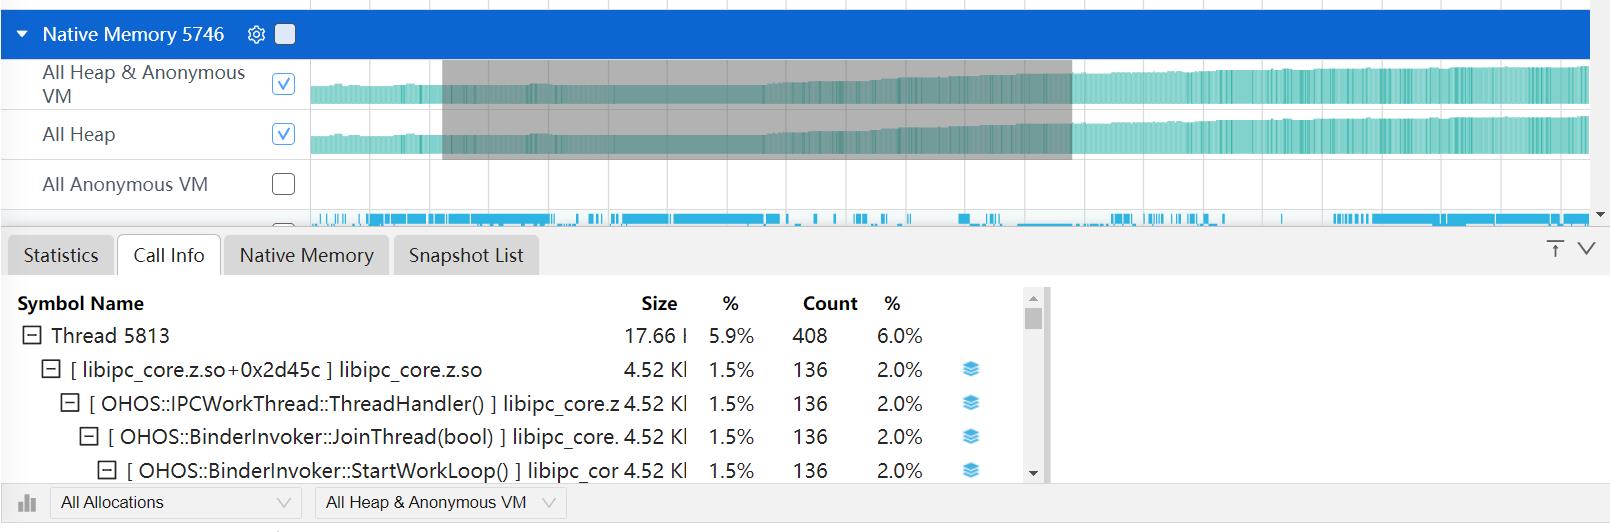 Native Memory 5746
All Heap & Anonymous
VM
All Heap
All Anonymous VM
Statistics Call Info Native Memory Snapshot List
Symbol Name Size % Count %
Thread 5813 17.66 5.9% 408 6.0%
[ libipc_core.z.so+0x2d45c ] libipc_core.z.so 4.52 K 1.5% 136 2.0%
[ OHOS::IPCWorkThread::ThreadHandler() ] libipc_core.z 4.52 K 1.5% 136 2.0%
[ OHOS::BinderInvoker::JoinThread(bool) ] libipc_core. 4.52 K 1.5% 136 2.0%
[ OHOS::BinderInvoker::StartWorkLoop() ] libipc_cor 4.52 K 1.5% 136 2.0%
All Allocations All Heap & Anonymous VM